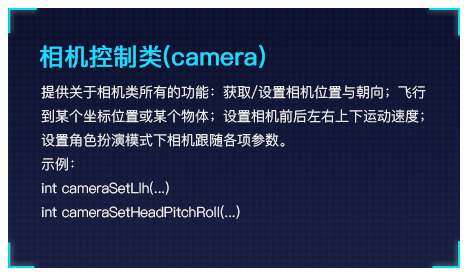 相机控制类(camera)
提供关于相机类所有的功能：获取/设置相机位置与朝向；飞行
到某个坐标位置或某个物体；设置相机前后左右上下运动速度；
设置角色扮演模式下相机跟随各项参数。
示例：
int cameraSetLlh(...)
int cameraSetHeadPitchRoll(...)